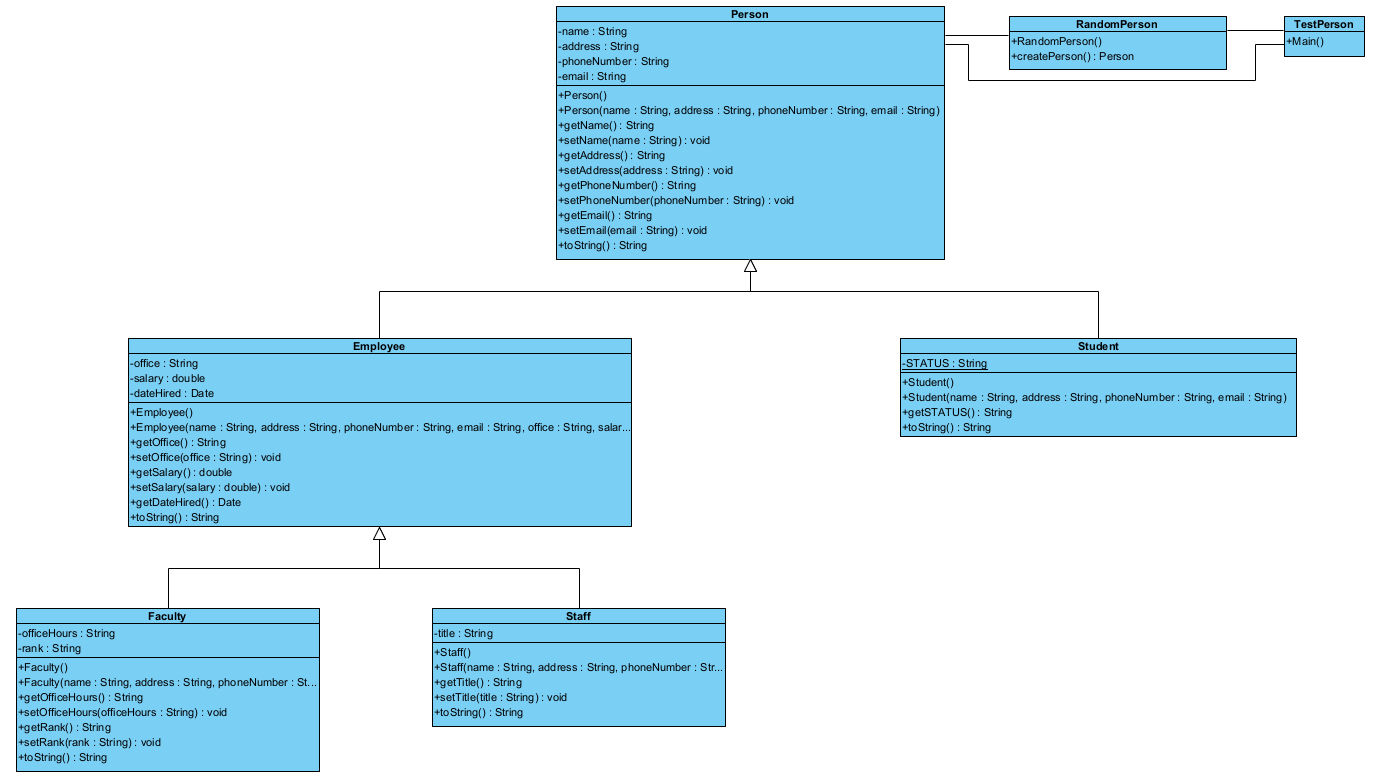 Person
-name : String
-address : String
-phoneNumber : String
-email : String
+Person()
+Person(name : String, address : String, phoneNumber : String, email : String)
+getName() : String
+setName(name : String) : void
+getAddress() : String
+setAddress(address : String) : void
+getPhoneNumber() : String
+setPhoneNumber(phoneNumber : String) : void
+getEmail() : String
+setEmail(email : String) : void
+toString() : String
RandomPerson
+RandomPerson()
+createPerson() : Person
TestPerson
+Main()
Employee
-office : String
-salary : double
-dateHired : Date
+Employee()
+Employee(name : String, address : String, phoneNumber : String, email : String, office : String, salar...
+getOffice() : String
+setOffice(office : String) : void
+getSalary() : double
+setSalary(salary : double) : void
+getDateHired() : Date
+toString() : String
Student
-STATUS : String
+Student()
+Student(name : String, address : String, phoneNumber : String, email : String)
+getSTATUS() : String
+toString() : String
Faculty
-officeHours : String
-rank : String
+Faculty()
+Faculty(name : String, address : String, phoneNumber : St...
+getOfficeHours() : String
+setOfficeHours(officeHours : String) : void
+getRank() : String
+setRank(rank : String) : void
+toString() : String
Staff
-title : String
+Staff()
+Staff(name : String, address : String, phoneNumber : Str...
+getTitle() : String
+setTitle(title : String) : void
+toString() : String